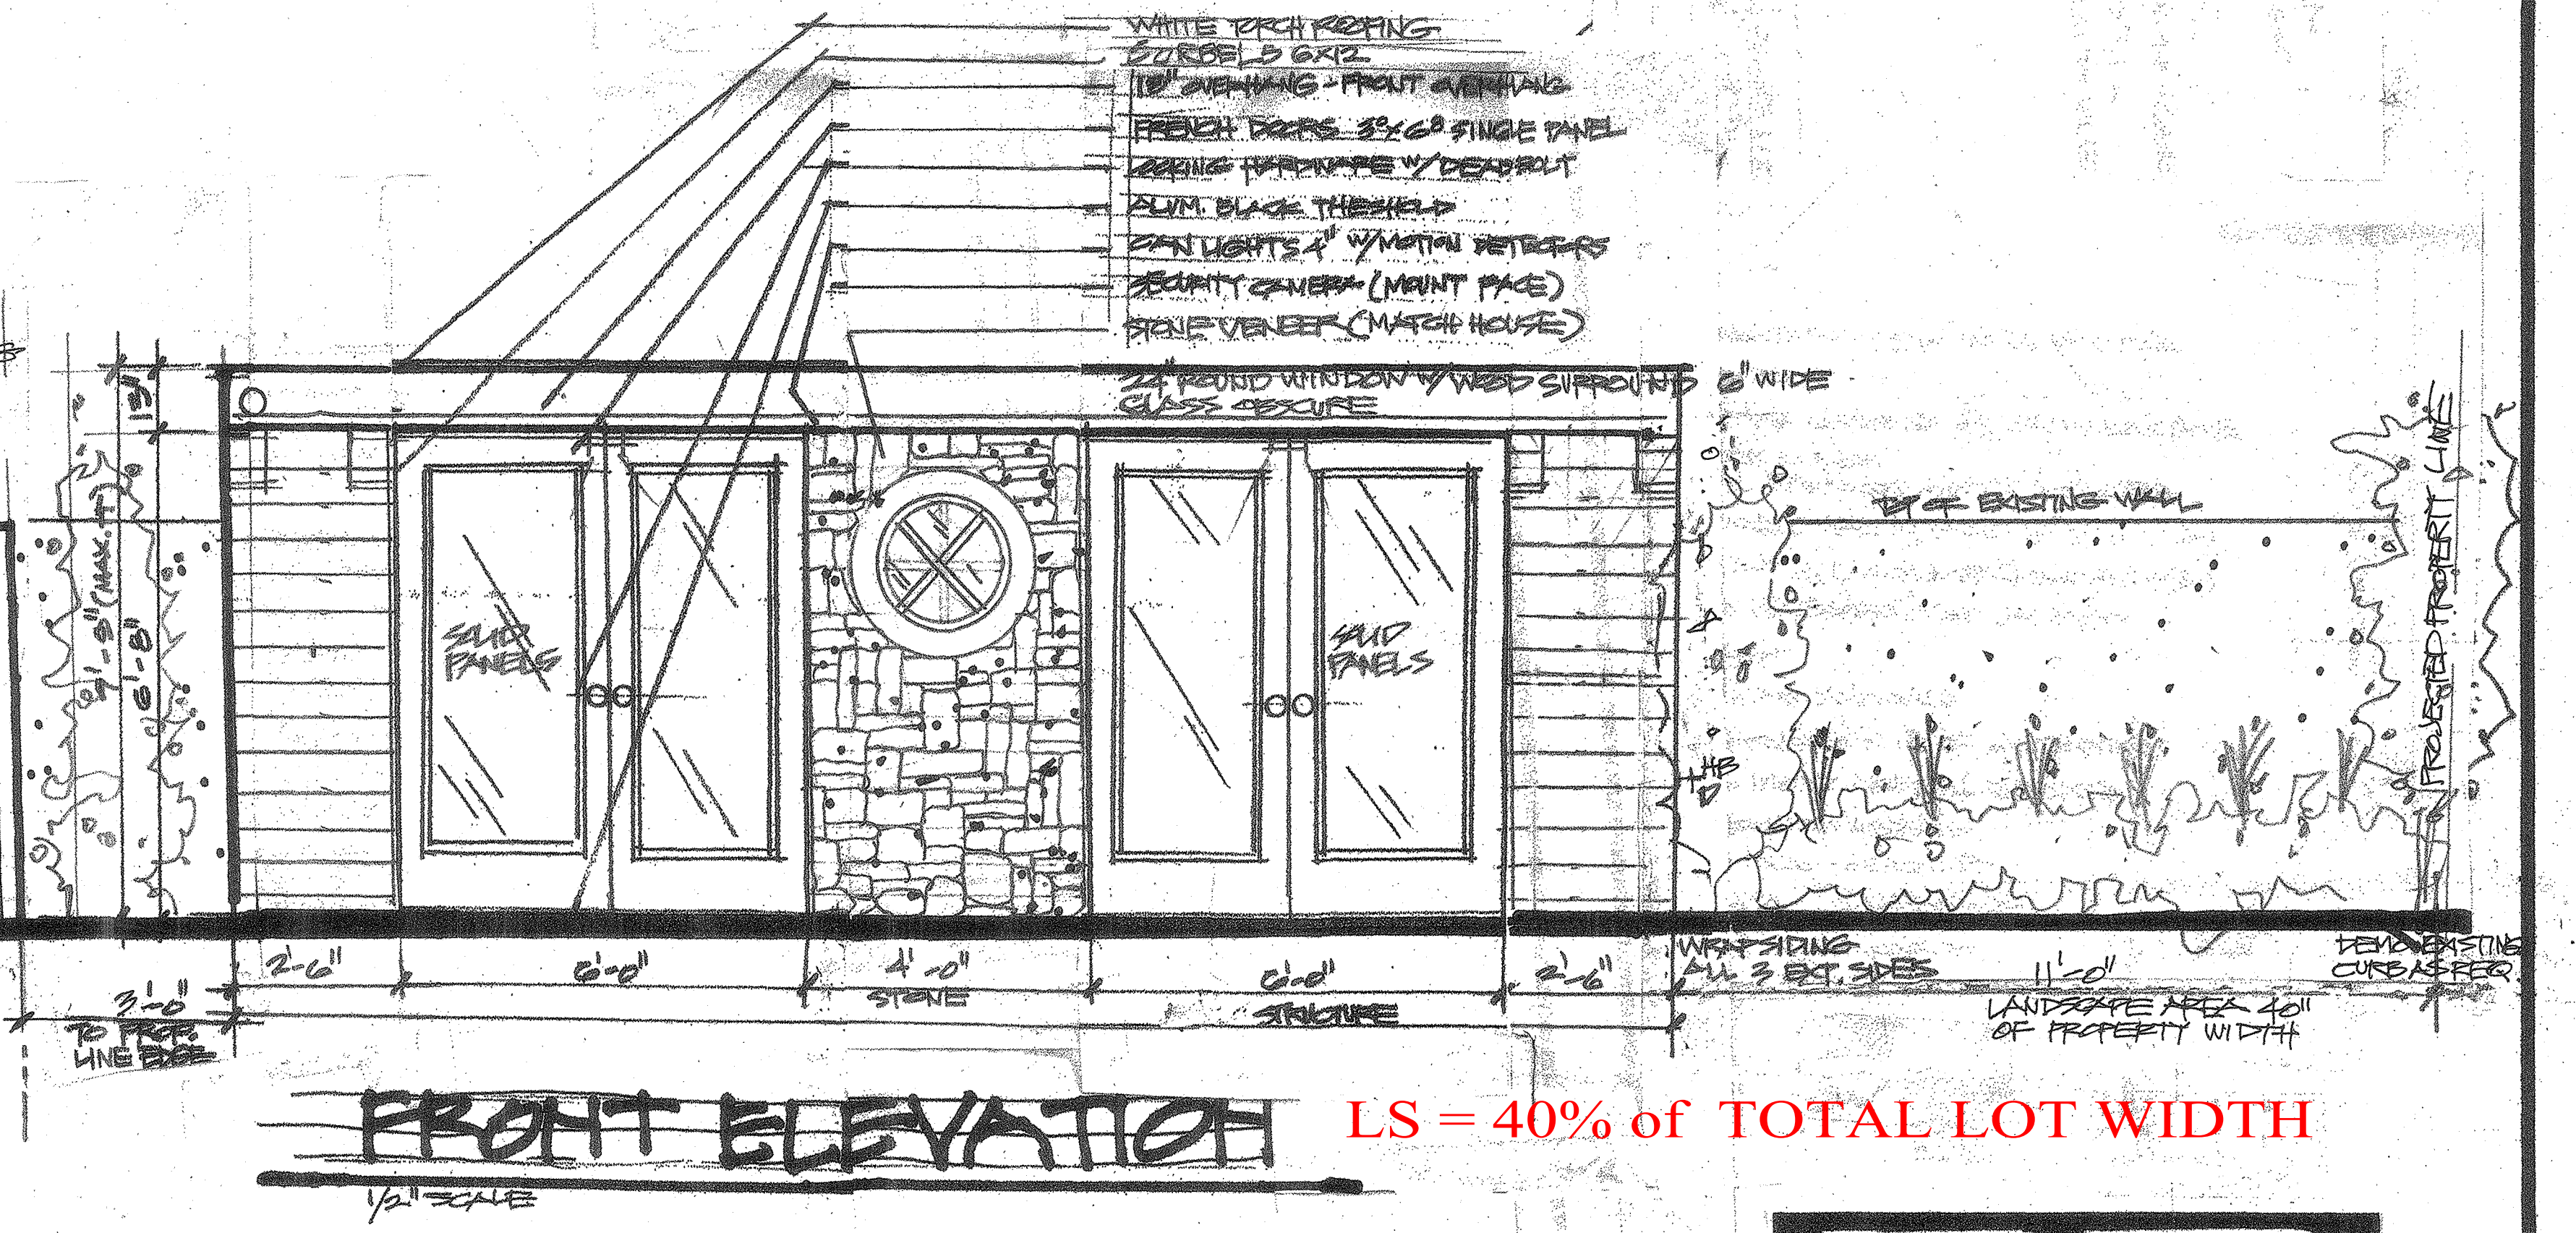 WHITE TORCH ROOFING
CORBELS 6X12
18" OVERHANG - FRONT OVERHANG
FRENCH DOORS 3⁰X6⁸ SINGLE PANEL
LOCKING HARDWARE W/DEADBOLT
ALUM. BLACK THESHOLD
CAN LIGHTS 4" W/MOTION DETECTORS
SECURITY CAMERA (MOUNT FACE)
STONE VENEER (MATCH HOUSE)
24" ROUND WINDOW W/WOOD SURROUND 6" WIDE
GLASS OBSCURE
(MAX. HT)
6'-8"
SOLID
PANELS
SOLID
PANELS
OF EXISTING WALL
PROJECTED PROPERTY LINE
HB
2'-6"
6'-0"
4'-0"
STONE
6'-0"
STRUCTURE
2'-6"
WRAP SIDING
ALL 3 EXT. SIDES
11'-0"
LANDSCAPE AREA 40"
OF PROPERTY WIDTH
DEMO EXISTING
CURB AS REQ
3'-0"
TO PROP.
LINE EDGE
FRONT ELEVATION
1/2" SCALE
LS = 40% of TOTAL LOT WIDTH